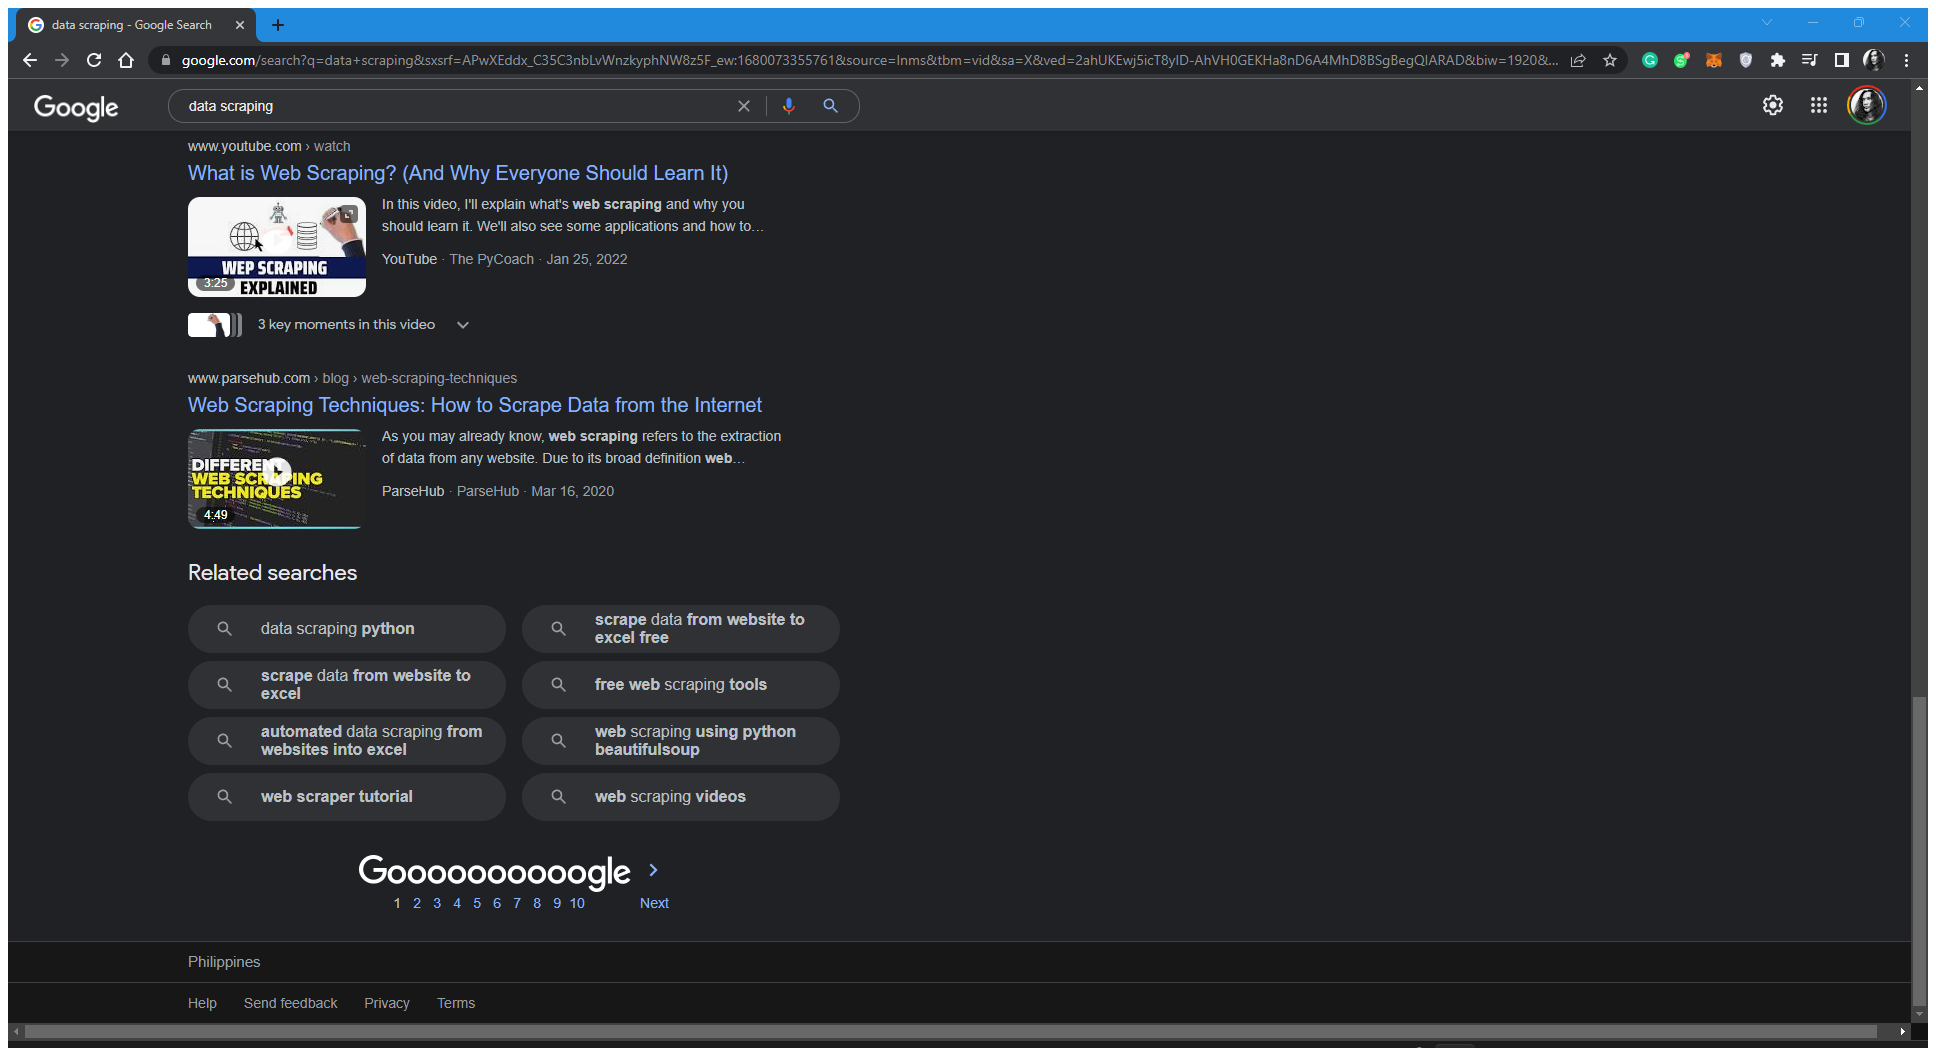 data scraping - Google Search
google.com/search?q=data+scraping&sxsrf=APwXEddx_C35C3nbLvWnzkyphNW8z5F_ew:1680073355761&source=lnms&tbm=vid&sa=X&ved=2ahUKEwj5icT8yID-AhVH0GEKHa8nD6A4MhD8BSgBegQIARAD&biw=1920&...
Google
data scraping
www.youtube.com › watch
What is Web Scraping? (And Why Everyone Should Learn It)
In this video, I'll explain what's web scraping and why you
should learn it. We'll also see some applications and how to...
YouTube · The PyCoach · Jan 25, 2022
WEP SCRAPING
EXPLAINED
3:25
3 key moments in this video
www.parsehub.com › blog › web-scraping-techniques
Web Scraping Techniques: How to Scrape Data from the Internet
As you may already know, web scraping refers to the extraction
of data from any website. Due to its broad definition web...
ParseHub · ParseHub · Mar 16, 2020
DIFFERENT
WEB SCRAPING
TECHNIQUES
4:49
Related searches
data scraping python
scrape data from website to
excel free
scrape data from website to
excel
free web scraping tools
automated data scraping from
websites into excel
web scraping using python
beautifulsoup
web scraper tutorial
web scraping videos
Goooooooooogle
1 2 3 4 5 6 7 8 9 10 Next
Philippines
Help Send feedback Privacy Terms